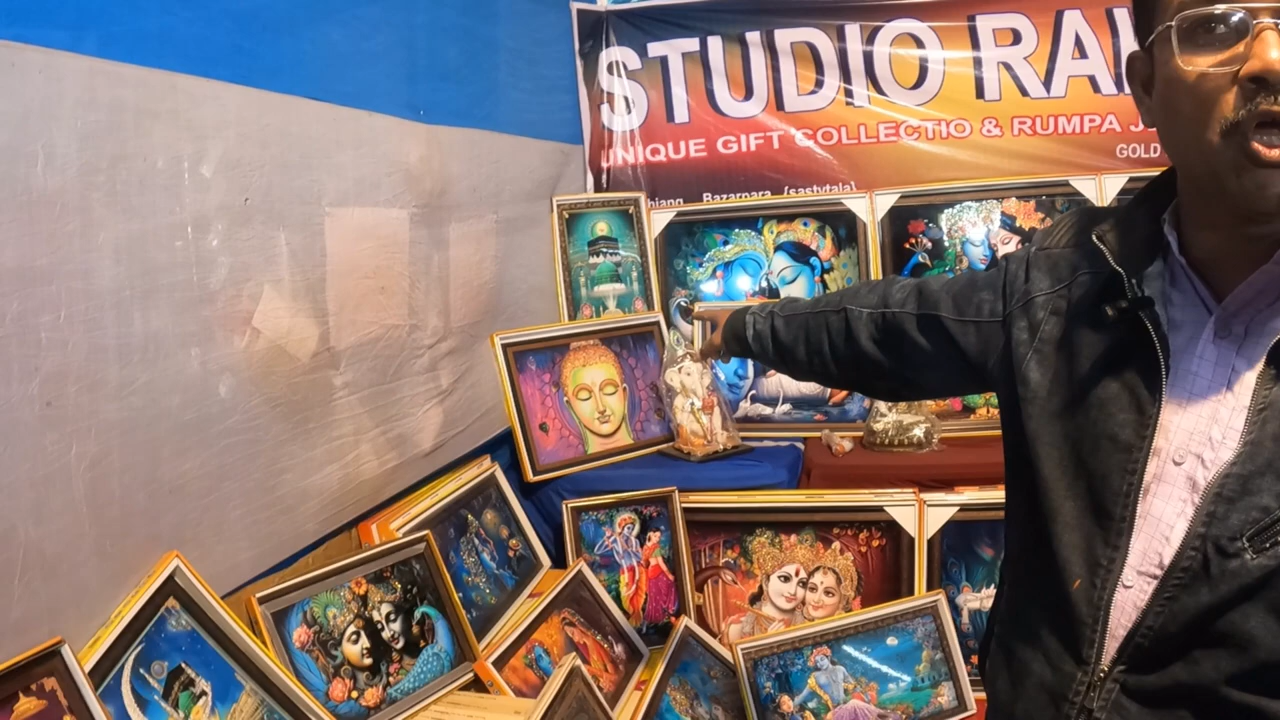 STUDIO RA
UNIQUE GIFT COLLECTIO & RUMPA J
GOLD
Bazarpara {sastytala}